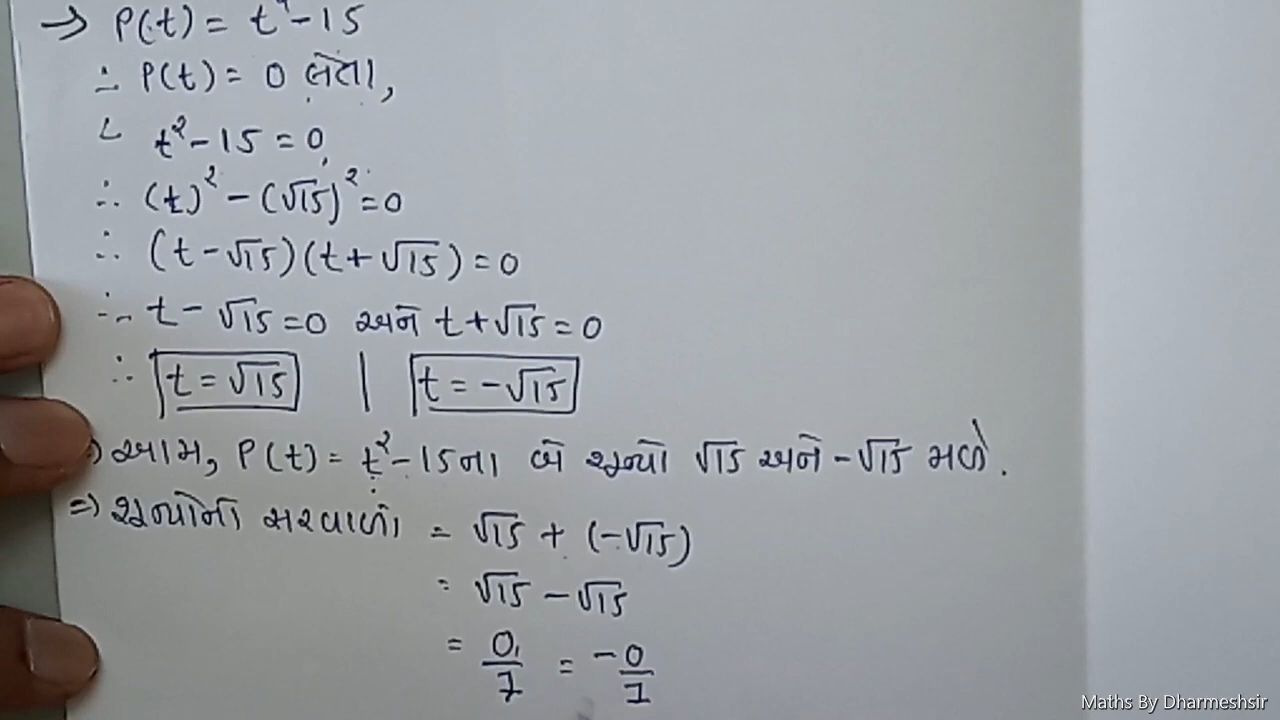 → P(t) = t² - 15
∴ P(t) = 0 લેતા,
∴ t² - 15 = 0
∴ (t)² - (√15)² = 0
∴ (t - √15)(t + √15) = 0
∴ t - √15 = 0 અને t + √15 = 0
∴ t = √15 | t = -√15
⇒ આમ, P(t) = t² - 15ના બે શૂન્યો √15 અને -√15 મળે.
⇒ શૂન્યોનો સરવાળો = √15 + (-√15)
= √15 - √15
= 0/1 = -0/1
Maths By Dharmeshsir